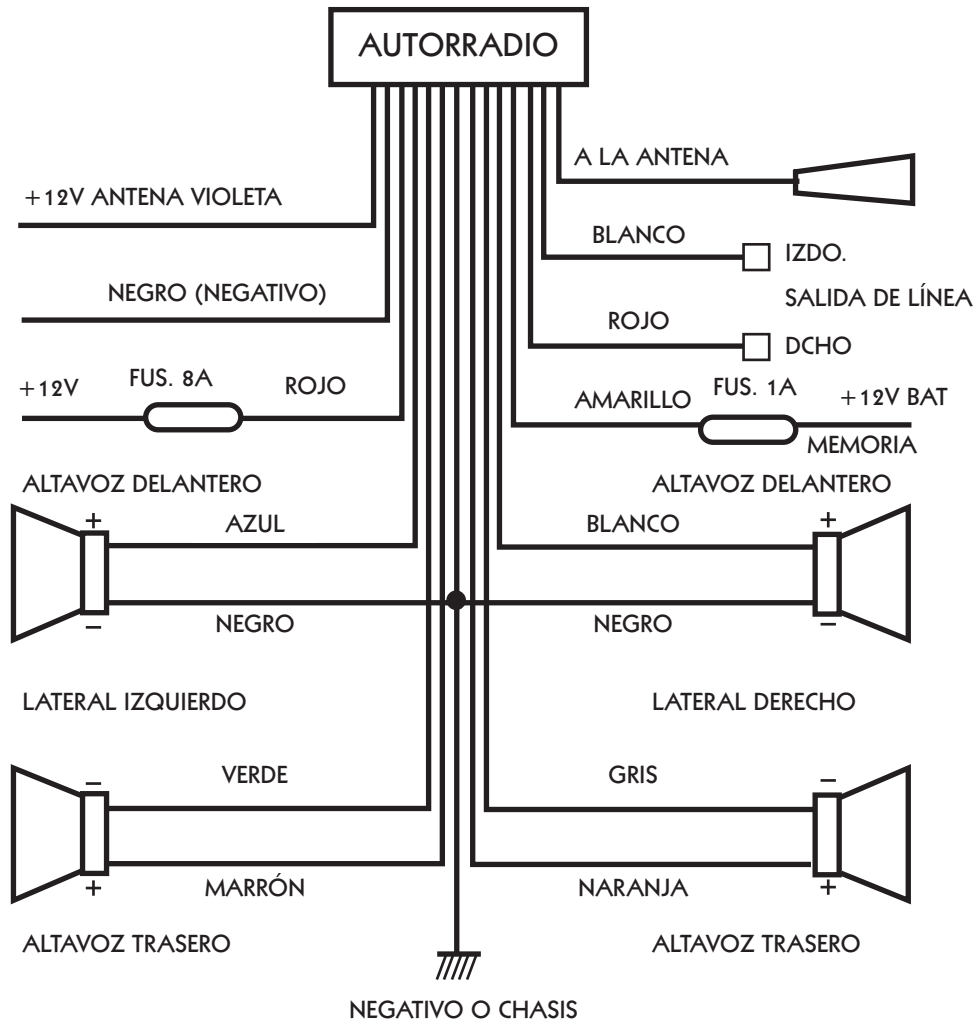 AUTORRADIO
A LA ANTENA
+12V ANTENA VIOLETA
BLANCO
IZDO.
NEGRO (NEGATIVO)
SALIDA DE LÍNEA
ROJO
DCHO
+12V
FUS. 8A
ROJO
AMARILLO
FUS. 1A
+12V BAT
MEMORIA
ALTAVOZ DELANTERO
ALTAVOZ DELANTERO
+
AZUL
BLANCO
+
–
NEGRO
NEGRO
–
LATERAL IZQUIERDO
LATERAL DERECHO
–
VERDE
GRIS
–
+
MARRÓN
NARANJA
+
ALTAVOZ TRASERO
ALTAVOZ TRASERO
NEGATIVO O CHASIS